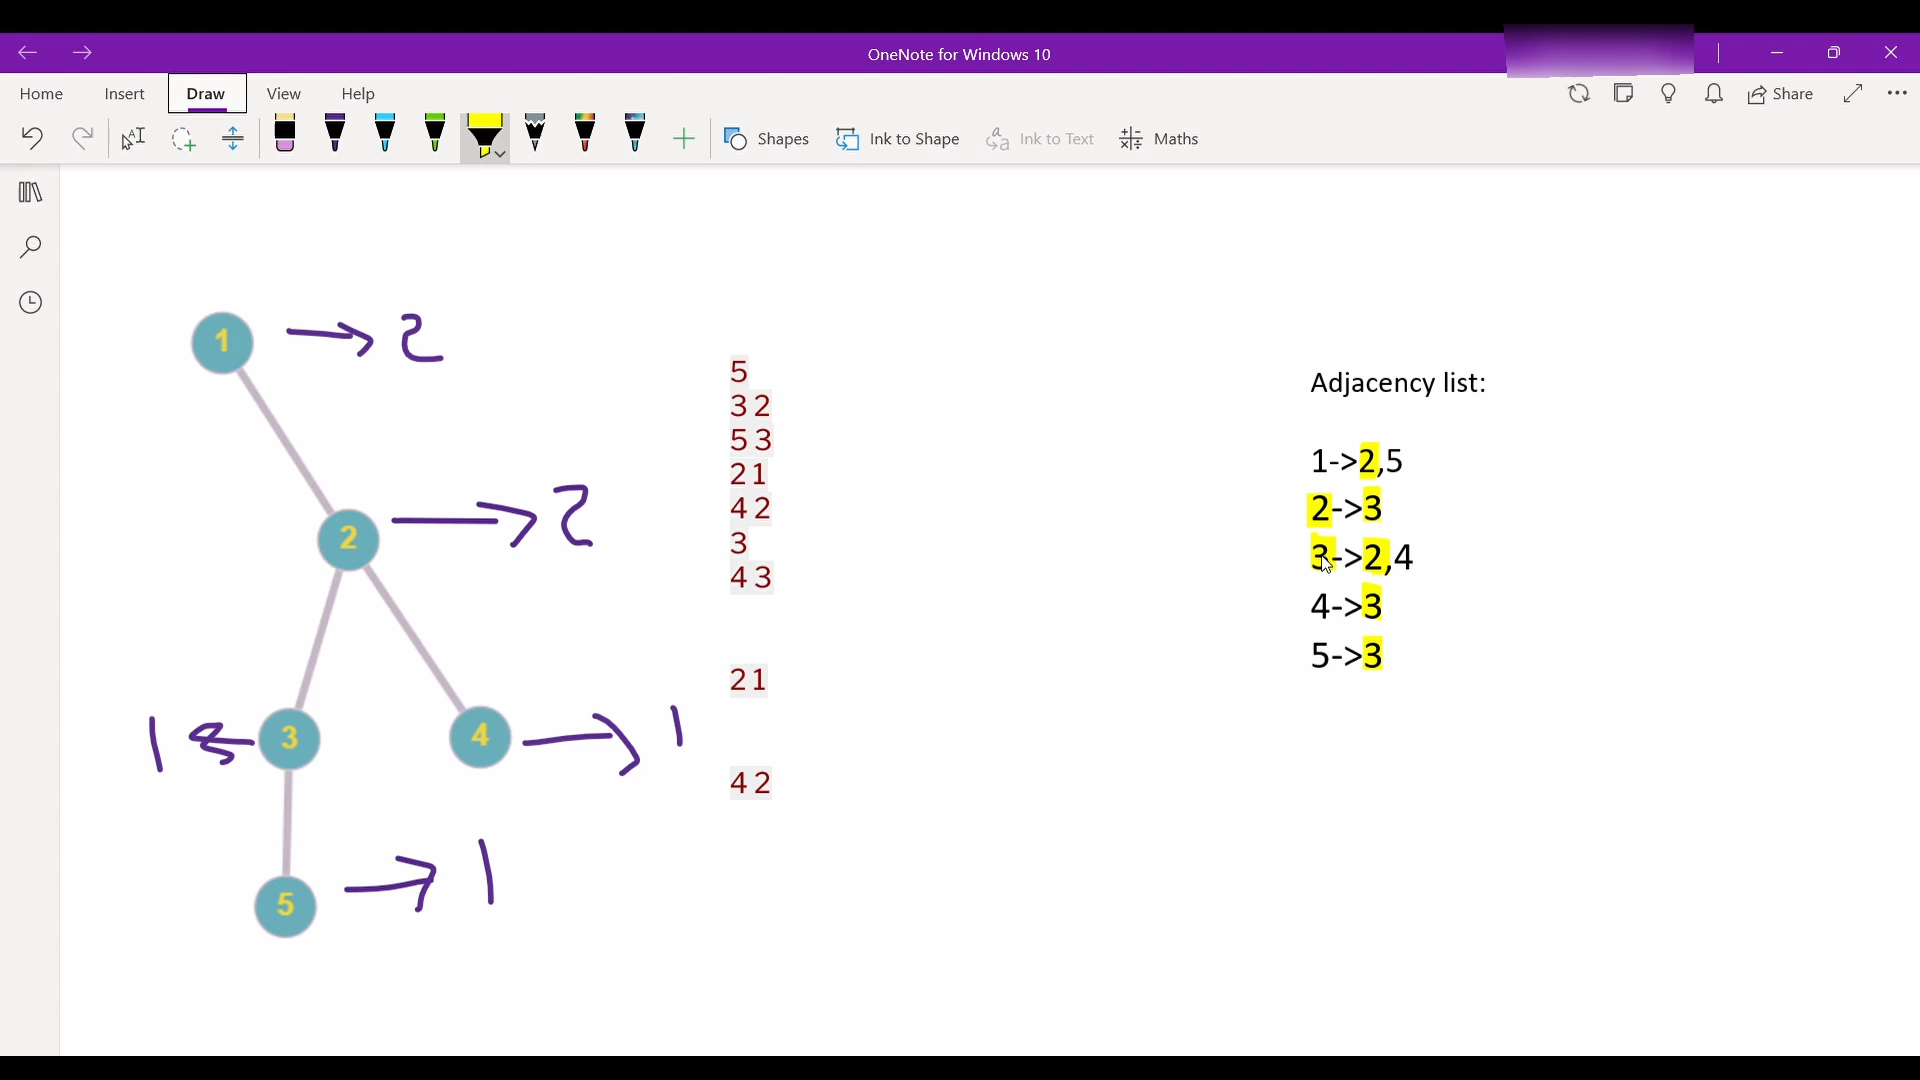 OneNote for Windows 10
Home Insert Draw View Help
Share
Shapes Ink to Shape Ink to Text Maths
1 2
2 2
1 3 4 1
5 1
5
3 2
5 3
2 1
4 2
3
4 3
2 1
4 2
Adjacency list:
1->2,5
2->3
3->2,4
4->3
5->3